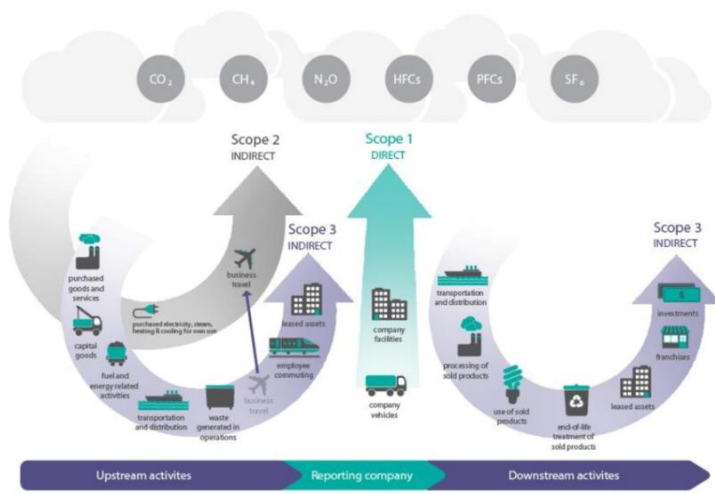 CO₂
CH₄
N₂O
HFCs
PFCs
SF₆
Scope 2
INDIRECT
Scope 1
DIRECT
Scope 3
INDIRECT
Scope 3
INDIRECT
purchased
goods and
services
capital
goods
fuel and
energy related
activities
transportation
and distribution
waste
generated in
operations
business
travel
purchased electricity, steam,
heating & cooling for own use
business
travel
employee
commuting
leased assets
company
facilities
company
vehicles
transportation
and distribution
processing of
sold products
use of sold
products
end-of-life
treatment of
sold products
leased assets
franchises
investments
Upstream activites
Reporting company
Downstream activites